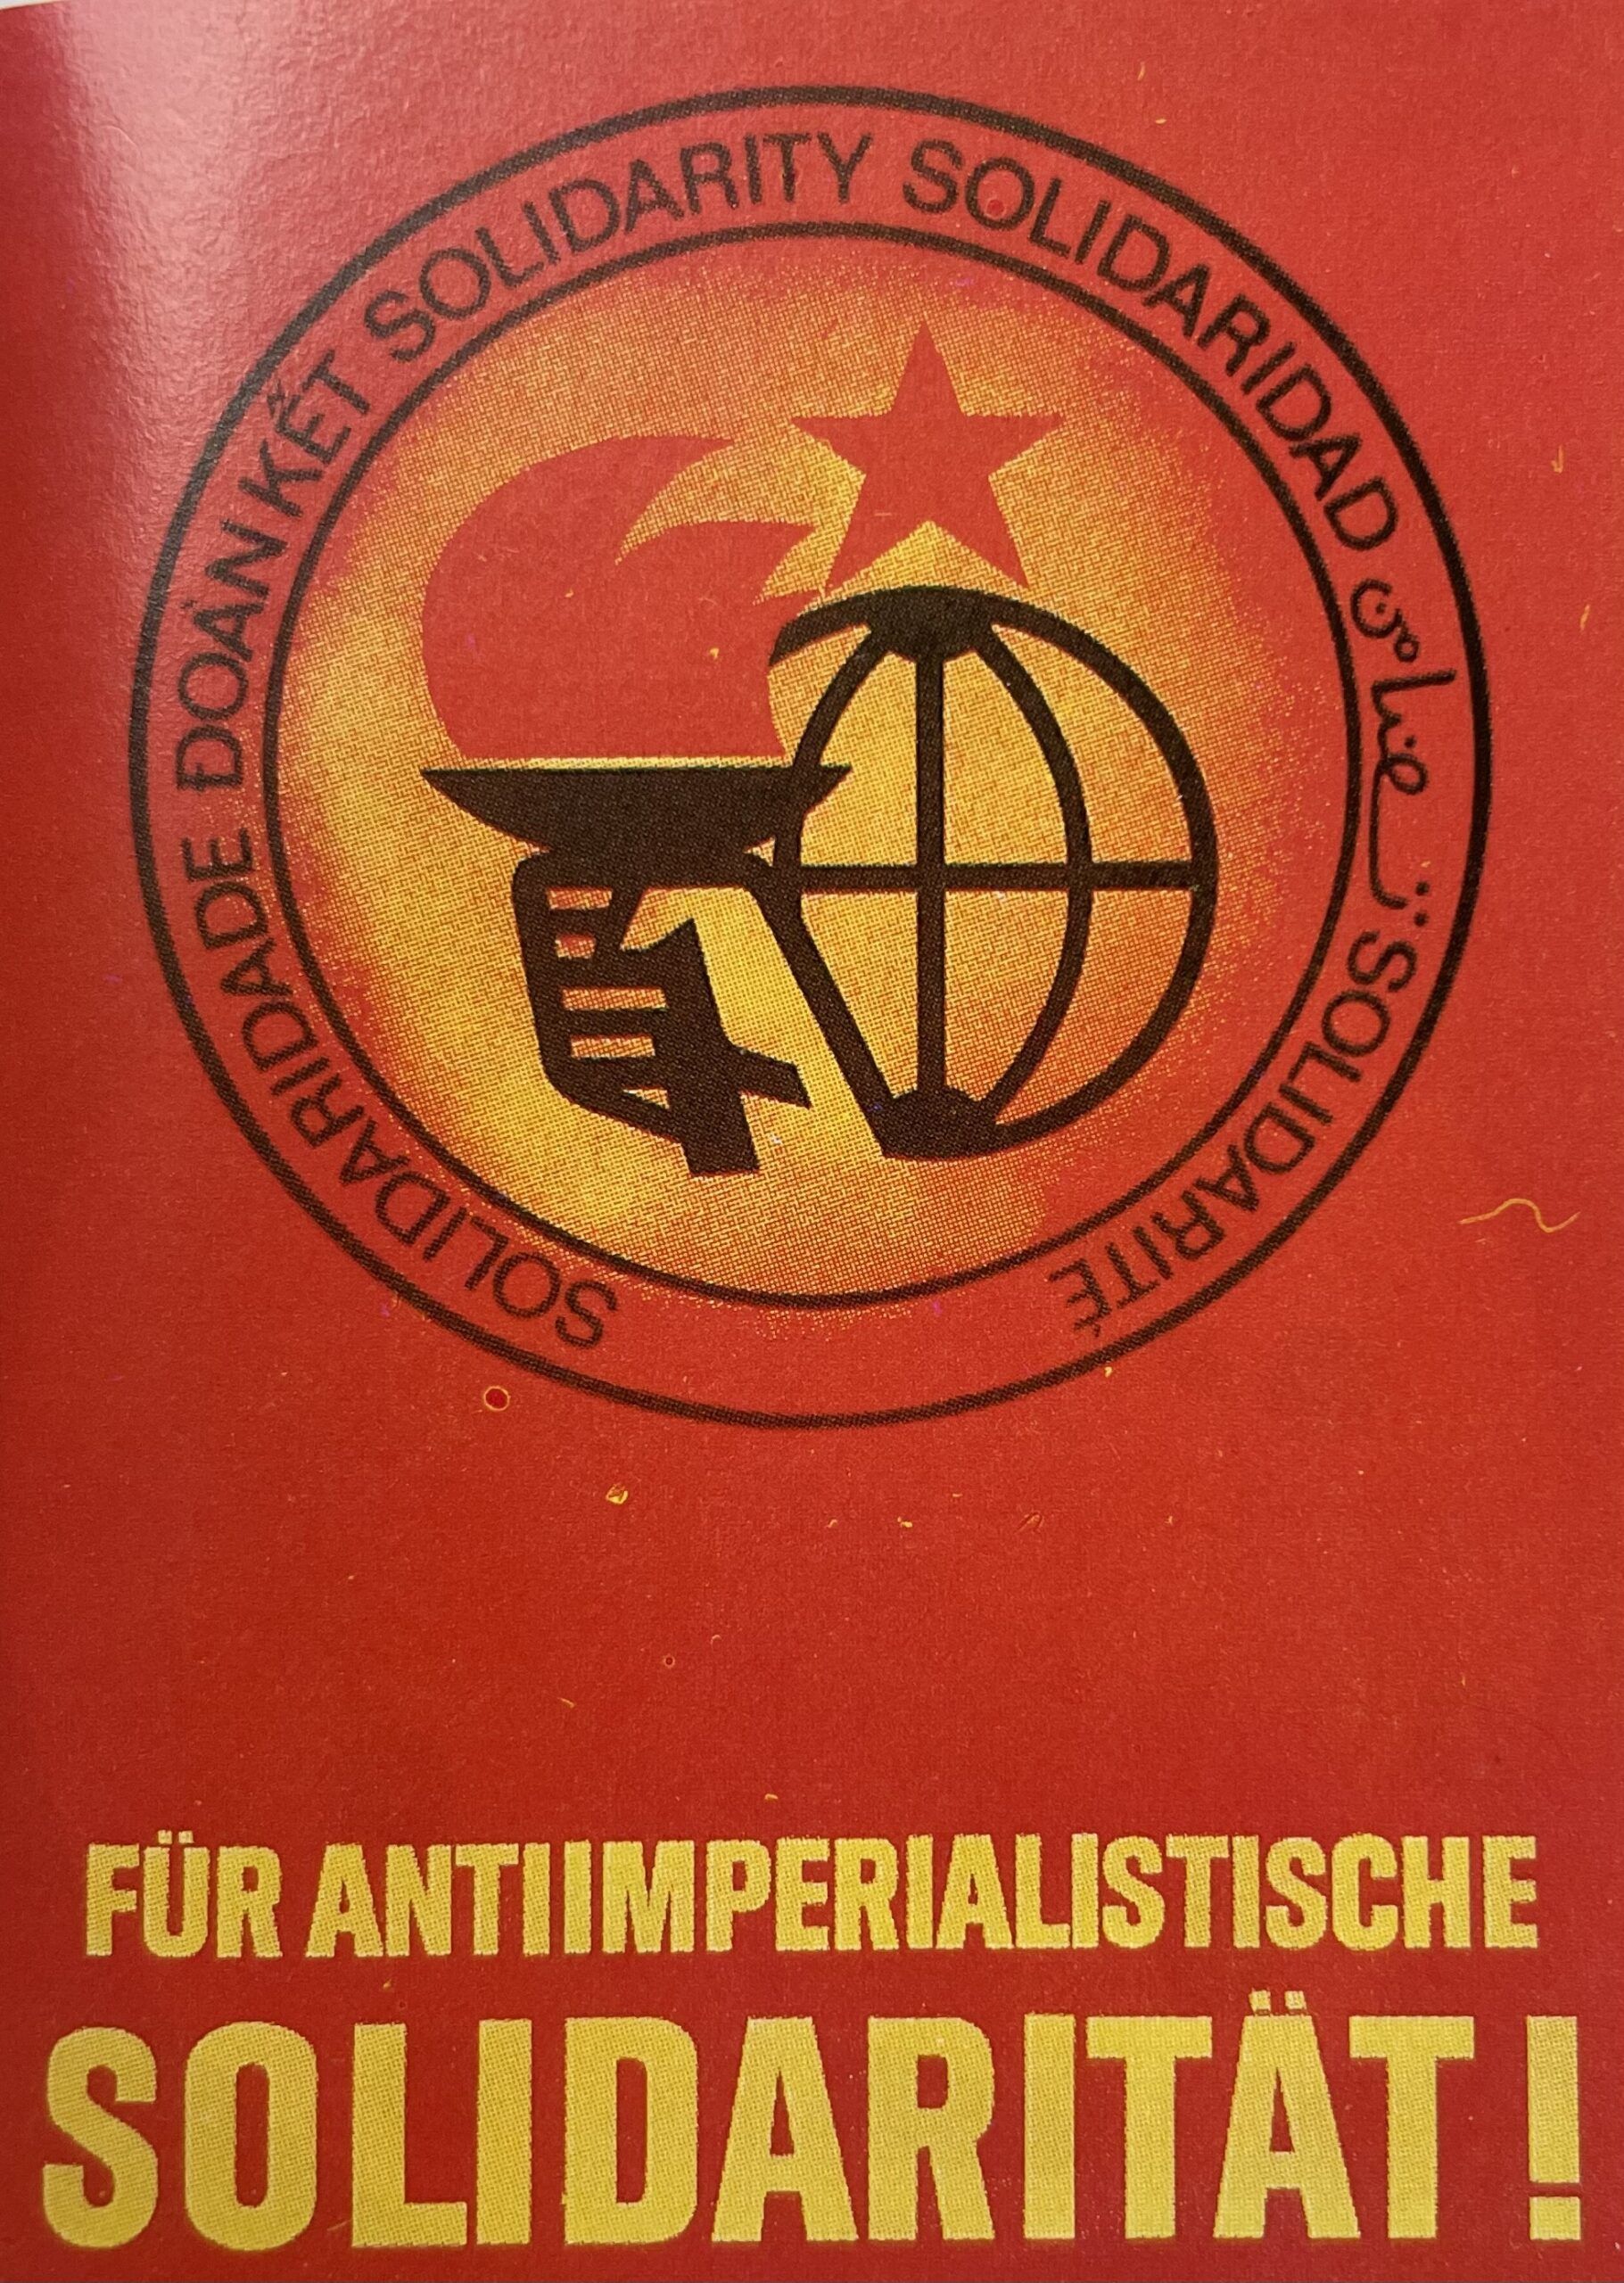 SOLIDARIDADE ĐOÀN KẾT SOLIDARITY SOLIDARIDAD تضامن SOLIDARITÉ
FÜR ANTIIMPERIALISTISCHE
SOLIDARITÄT!